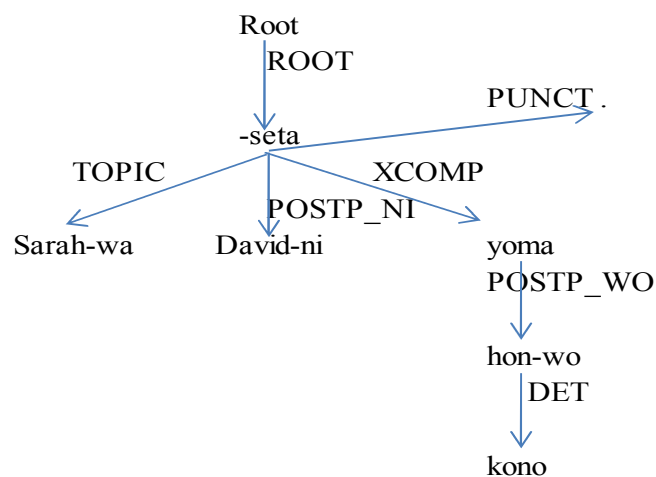 Root
ROOT
PUNCT .
-seta
TOPIC XCOMP
POSTP_NI
Sarah-wa David-ni yoma
POSTP_WO
hon-wo
DET
kono